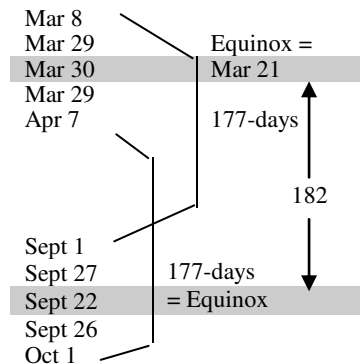 Mar 8
Mar 29 Equinox =
Mar 30 Mar 21
Mar 29
Apr 7 177-days
182
Sept 1
Sept 27 177-days
Sept 22 = Equinox
Sept 26
Oct 1